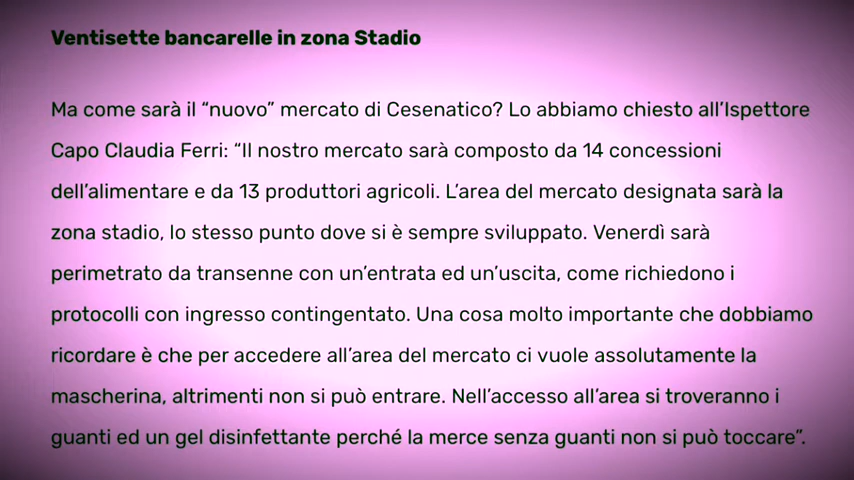 Ventisette bancarelle in zona Stadio
Ma come sarà il “nuovo” mercato di Cesenatico? Lo abbiamo chiesto all’Ispettore
Capo Claudia Ferri: “Il nostro mercato sarà composto da 14 concessioni
dell’alimentare e da 13 produttori agricoli. L’area del mercato designata sarà la
zona stadio, lo stesso punto dove si è sempre sviluppato. Venerdì sarà
perimetrato da transenne con un’entrata ed un’uscita, come richiedono i
protocolli con ingresso contingentato. Una cosa molto importante che dobbiamo
ricordare è che per accedere all’area del mercato ci vuole assolutamente la
mascherina, altrimenti non si può entrare. Nell’accesso all’area si troveranno i
guanti ed un gel disinfettante perché la merce senza guanti non si può toccare”.